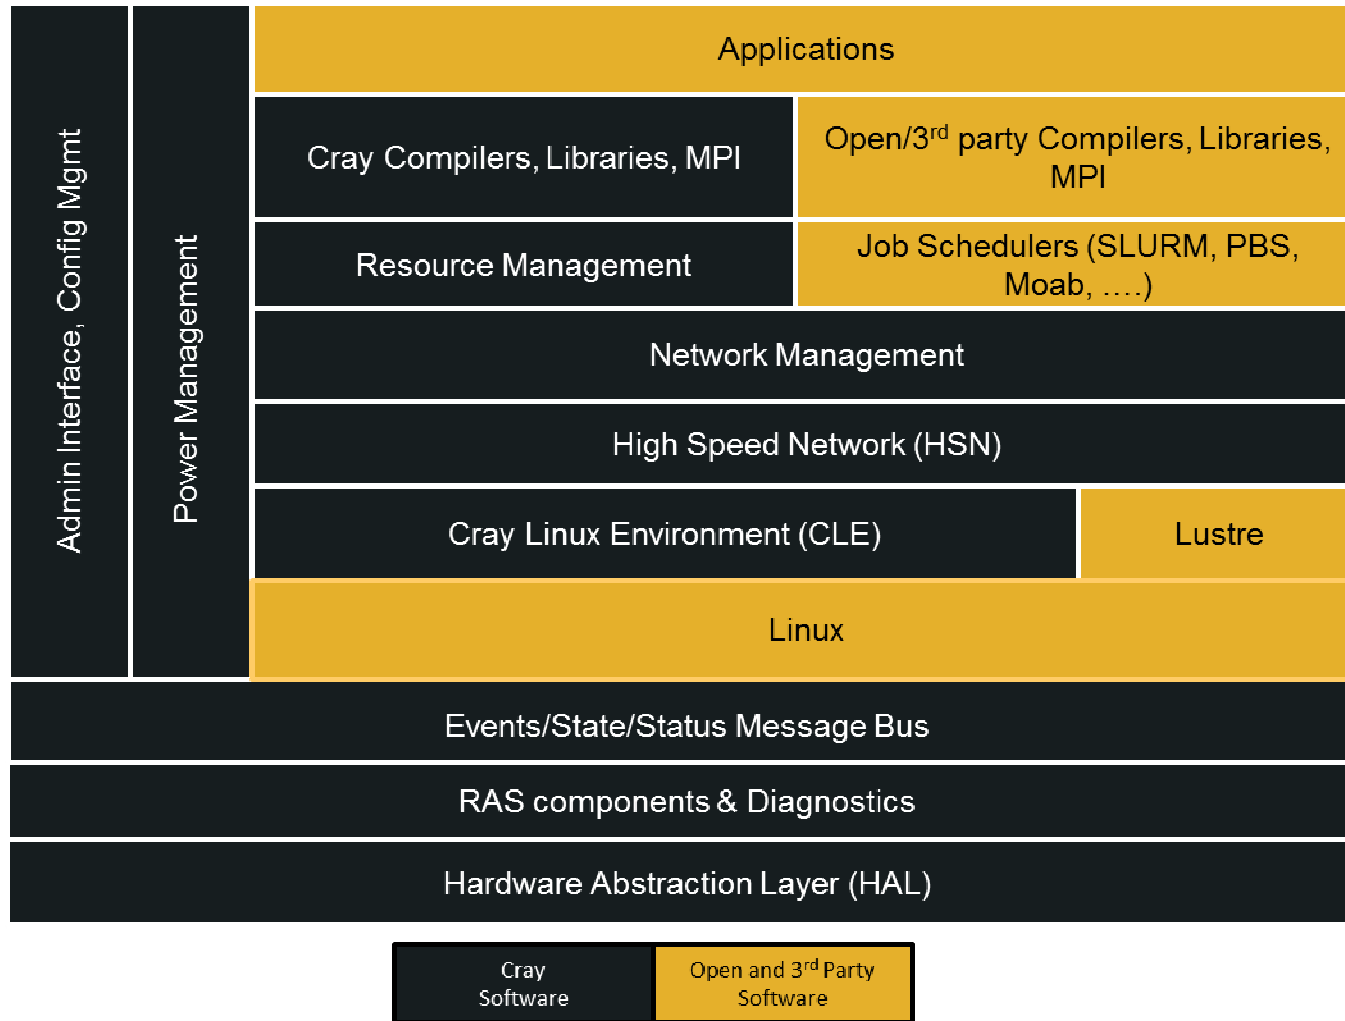 Applications
Admin Interface, Config Mgmt
Power Management
Cray Compilers, Libraries, MPI
Open/3rd party Compilers, Libraries,
MPI
Resource Management
Job Schedulers (SLURM, PBS,
Moab, ....)
Network Management
High Speed Network (HSN)
Cray Linux Environment (CLE)
Lustre
Linux
Events/State/Status Message Bus
RAS components & Diagnostics
Hardware Abstraction Layer (HAL)
Cray
Software
Open and 3rd Party
Software